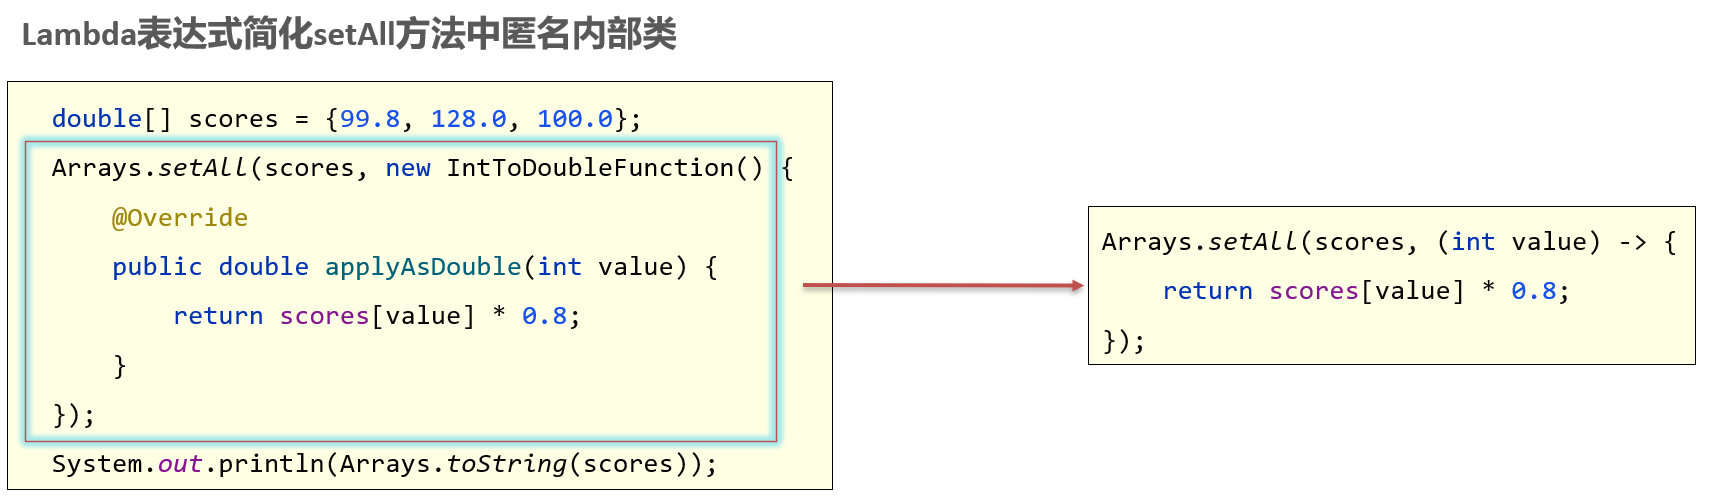 Lambda表达式简化setAll方法中匿名内部类
double[] scores = {99.8, 128.0, 100.0};
Arrays.setAll(scores, new IntToDoubleFunction() {
    @Override
    public double applyAsDouble(int value) {
        return scores[value] * 0.8;
    }
});
System.out.println(Arrays.toString(scores));
Arrays.setAll(scores, (int value) -> {
    return scores[value] * 0.8;
});